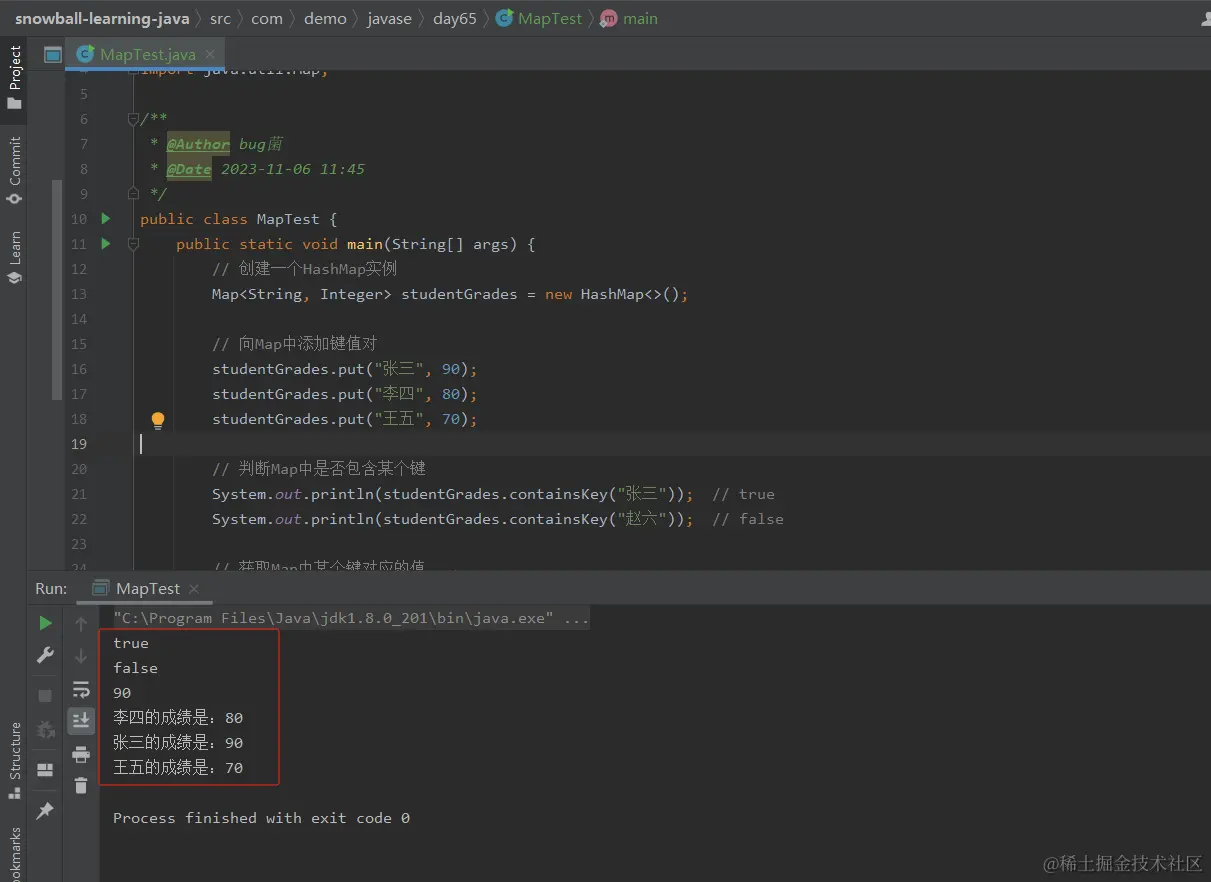 snowball-learning-java 〉 src 〉 com 〉 demo 〉 javase 〉 day65 〉 MapTest 〉 main
Project
Commit
Learn
Structure
ookmarks
MapTest.java ×
import java.util.Map;
5
6 /**
7 * @Author bug菌
8 * @Date 2023-11-06 11:45
9 */
10 public class MapTest {
11 public static void main(String[] args) {
12 // 创建一个HashMap实例
13 Map<String, Integer> studentGrades = new HashMap<>();
14
15 // 向Map中添加键值对
16 studentGrades.put("张三", 90);
17 studentGrades.put("李四", 80);
18 studentGrades.put("王五", 70);
19
20 // 判断Map中是否包含某个键
21 System.out.println(studentGrades.containsKey("张三")); // true
22 System.out.println(studentGrades.containsKey("赵六")); // false
23
24 // 获取Map中某个键对应的值
Run: MapTest ×
"C:\Program Files\Java\jdk1.8.0_201\bin\java.exe" ...
true
false
90
李四的成绩是：80
张三的成绩是：90
王五的成绩是：70
Process finished with exit code 0
@稀土掘金技术社区